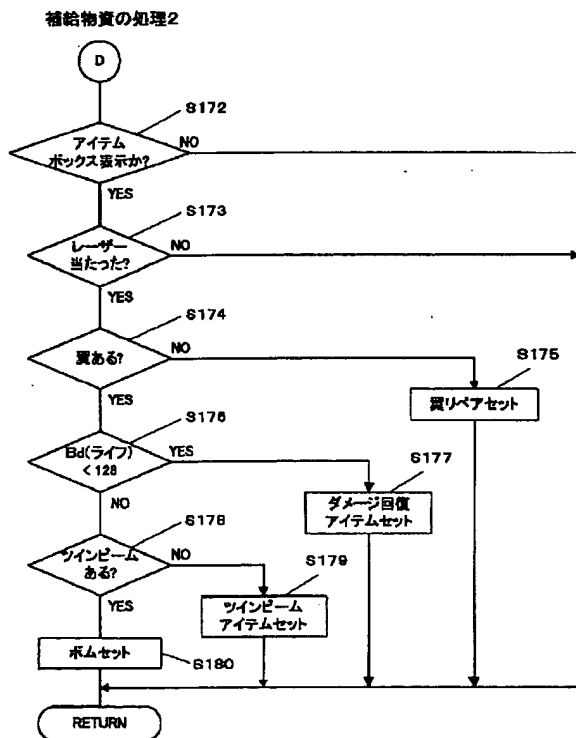 補給物資の処理2
D
S172
アイテム
ボックス表示か?
NO
YES
S173
レーザー
当たった?
NO
YES
S174
翼ある?
NO
YES
S175
翼リペアセット
S176
Bd(ライフ)
<128
YES
NO
S177
ダメージ回復
アイテムセット
S178
ツインビーム
ある?
NO
YES
S179
ツインビーム
アイテムセット
ボムセット
S180
RETURN